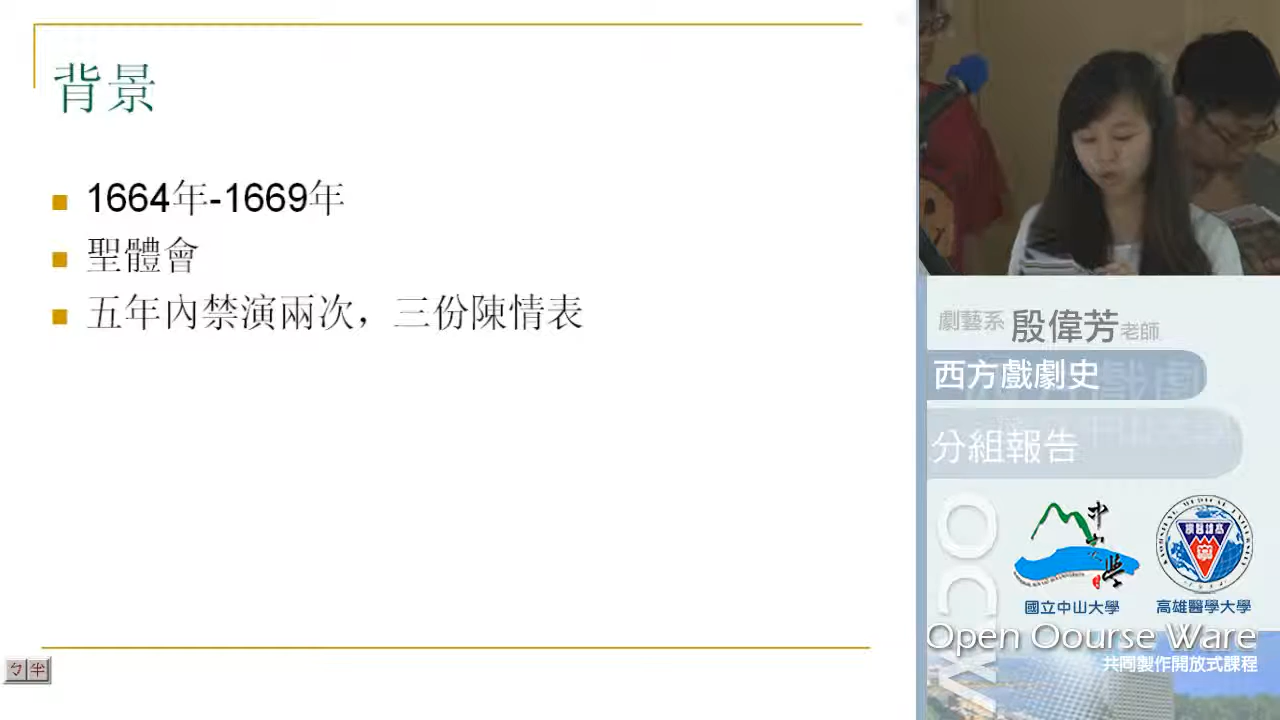 背景
1664年-1669年
聖體會
五年內禁演兩次，三份陳情表
ㄅ半
劇藝系 殷偉芳老師
西方戲劇史
分組報告
OCW
國立中山大學
高雄醫學大學
Open Oourse Ware
共同製作開放式課程